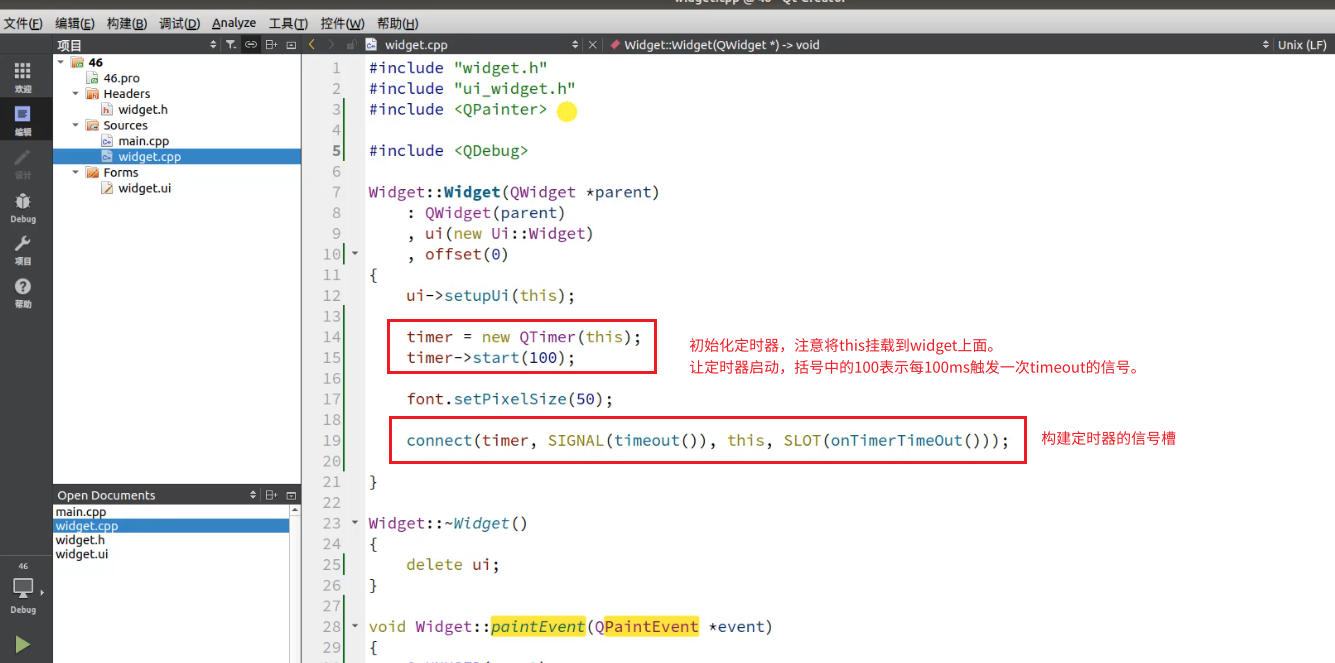 widget.cpp @ 46 - Qt Creator
文件(F) 编辑(E) 构建(B) 调试(D) Analyze 工具(T) 控件(W) 帮助(H)
项目
widget.cpp
Widget::Widget(QWidget *) -> void
Unix (LF)
欢迎
编辑
设计
Debug
项目
帮助
46
46.pro
Headers
widget.h
Sources
main.cpp
widget.cpp
Forms
widget.ui
Open Documents
main.cpp
widget.cpp
widget.h
widget.ui
46
Debug
1 #include "widget.h"
2 #include "ui_widget.h"
3 #include <QPainter>
4
5 #include <QDebug>
6
7 Widget::Widget(QWidget *parent)
8 : QWidget(parent)
9 , ui(new Ui::Widget)
10 , offset(0)
11 {
12 ui->setupUi(this);
13
14 timer = new QTimer(this);
15 timer->start(100);
16
17 font.setPixelSize(50);
18
19 connect(timer, SIGNAL(timeout()), this, SLOT(onTimerTimeOut()));
20
21 }
22
23 Widget::~Widget()
24 {
25 delete ui;
26 }
27
28 void Widget::paintEvent(QPaintEvent *event)
29 {
初始化定时器，注意将this挂载到widget上面。
让定时器启动，括号中的100表示每100ms触发一次timeout的信号。
构建定时器的信号槽